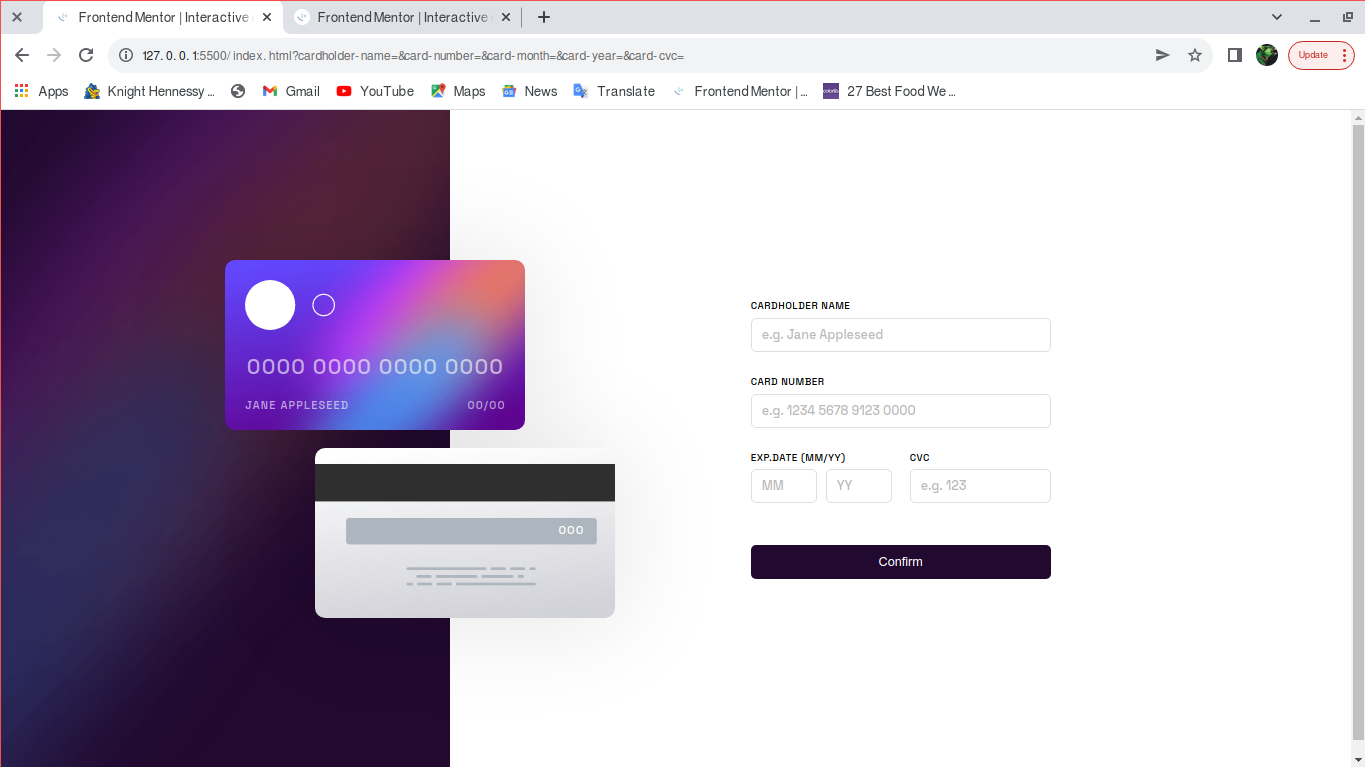 Frontend Mentor | Interactive
Frontend Mentor | Interactive
127.0.0.1:5500/index.html?cardholder-name=&card-number=&card-month=&card-year=&card-cvc=
Update
Apps
Knight Hennessy ...
Gmail
YouTube
Maps
News
Translate
Frontend Mentor | ...
27 Best Food We ...
0000 0000 0000 0000
JANE APPLESEED 00/00
000
CARDHOLDER NAME
e.g. Jane Appleseed
CARD NUMBER
e.g. 1234 5678 9123 0000
EXP.DATE (MM/YY) CVC
MM YY e.g. 123
Confirm